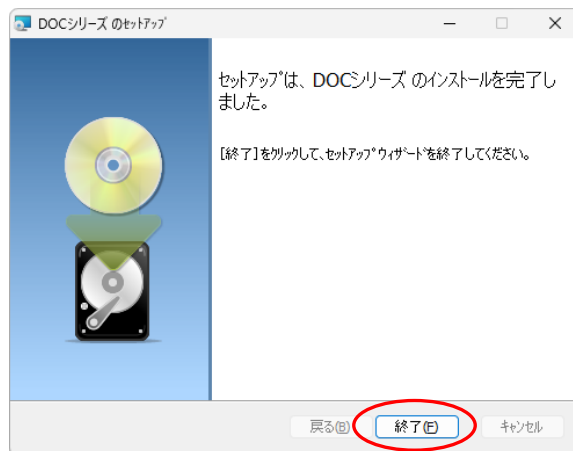 DOCシリーズ のｾｯﾄｱｯﾌﾟ
ｾｯﾄｱｯﾌﾟは、DOCシリーズ のｲﾝｽﾄｰﾙを完了し
ました。
[終了]をｸﾘｯｸして、ｾｯﾄｱｯﾌﾟｳｨｻﾞｰﾄﾞを終了してください。
戻る(B) 終了(F) ｷｬﾝｾﾙ